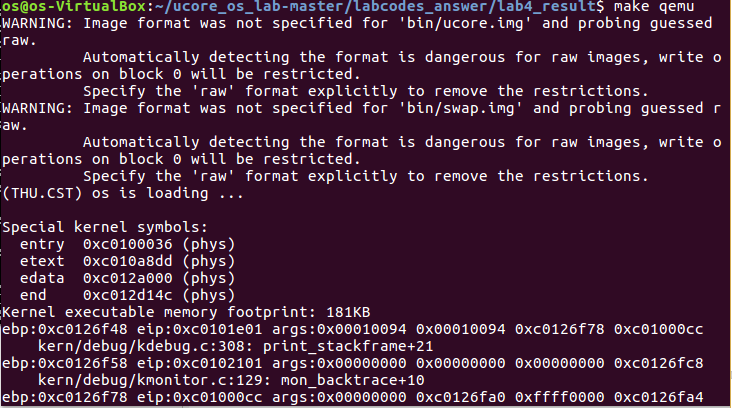 os@os-VirtualBox:~/ucore_os_lab-master/labcodes_answer/lab4_result$ make qemu
WARNING: Image format was not specified for 'bin/ucore.img' and probing guessed
raw.
         Automatically detecting the format is dangerous for raw images, write o
perations on block 0 will be restricted.
         Specify the 'raw' format explicitly to remove the restrictions.
WARNING: Image format was not specified for 'bin/swap.img' and probing guessed r
aw.
         Automatically detecting the format is dangerous for raw images, write o
perations on block 0 will be restricted.
         Specify the 'raw' format explicitly to remove the restrictions.
(THU.CST) os is loading ...

Special kernel symbols:
  entry  0xc0100036 (phys)
  etext  0xc010a8dd (phys)
  edata  0xc012a000 (phys)
  end    0xc012d14c (phys)
Kernel executable memory footprint: 181KB
ebp:0xc0126f48 eip:0xc0101e01 args:0x00010094 0x00010094 0xc0126f78 0xc01000cc
    kern/debug/kdebug.c:308: print_stackframe+21
ebp:0xc0126f58 eip:0xc0102101 args:0x00000000 0x00000000 0x00000000 0xc0126fc8
    kern/debug/kmonitor.c:129: mon_backtrace+10
ebp:0xc0126f78 eip:0xc01000cc args:0x00000000 0xc0126fa0 0xffff0000 0xc0126fa4